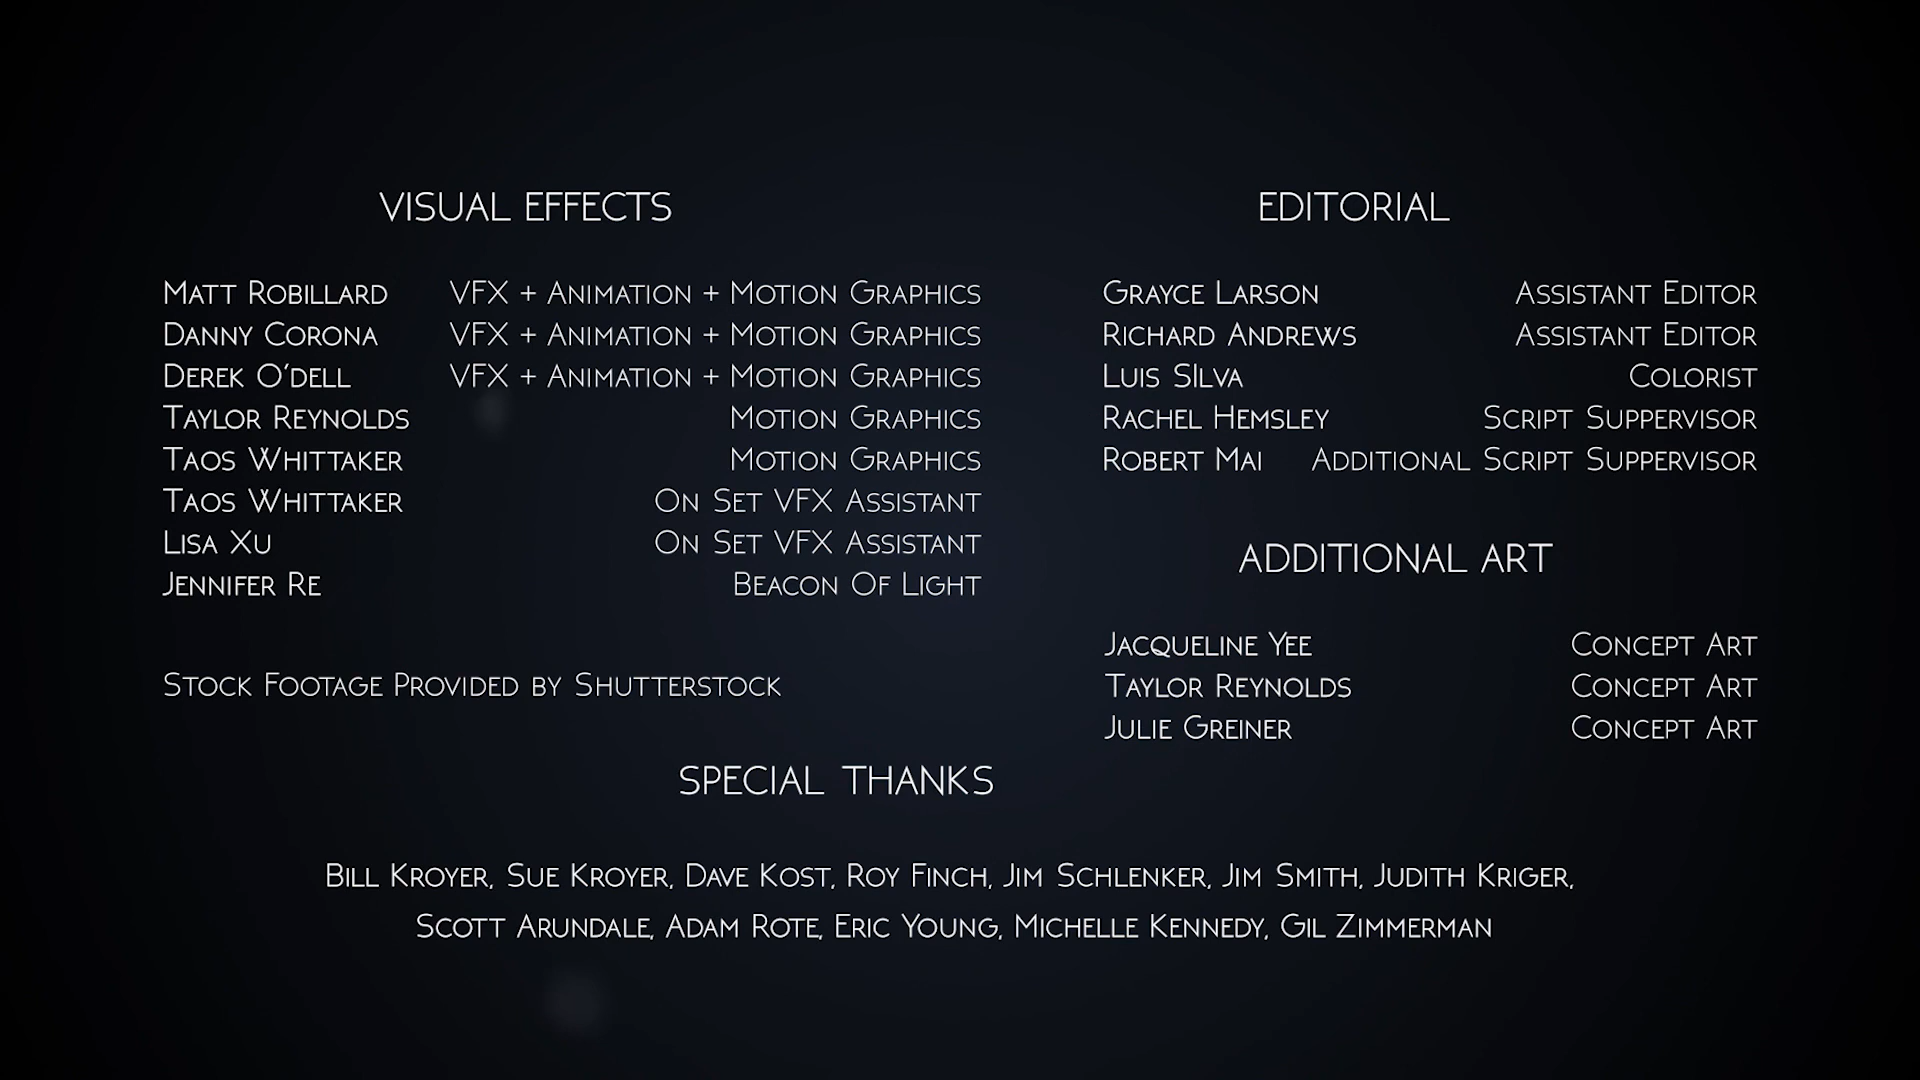 VISUAL EFFECTS
MATT ROBILLARD VFX + ANIMATION + MOTION GRAPHICS
DANNY CORONA VFX + ANIMATION + MOTION GRAPHICS
DEREK O'DELL VFX + ANIMATION + MOTION GRAPHICS
TAYLOR REYNOLDS MOTION GRAPHICS
TAOS WHITTAKER MOTION GRAPHICS
TAOS WHITTAKER ON SET VFX ASSISTANT
LISA XU ON SET VFX ASSISTANT
JENNIFER RE BEACON OF LIGHT
STOCK FOOTAGE PROVIDED BY SHUTTERSTOCK
EDITORIAL
GRAYCE LARSON ASSISTANT EDITOR
RICHARD ANDREWS ASSISTANT EDITOR
LUIS SILVA COLORIST
RACHEL HEMSLEY SCRIPT SUPPERVISOR
ROBERT MAI ADDITIONAL SCRIPT SUPPERVISOR
ADDITIONAL ART
JACQUELINE YEE CONCEPT ART
TAYLOR REYNOLDS CONCEPT ART
JULIE GREINER CONCEPT ART
SPECIAL THANKS
BILL KROYER, SUE KROYER, DAVE KOST, ROY FINCH, JIM SCHLENKER, JIM SMITH, JUDITH KRIGER,
SCOTT ARUNDALE, ADAM ROTE, ERIC YOUNG, MICHELLE KENNEDY, GIL ZIMMERMAN